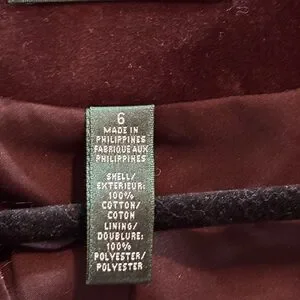 6
MADE IN
PHILIPPINES
FABRIQUE AUX
PHILIPPINES
SHELL/
EXTERIEUR:
100%
COTTON/
COTON
LINING/
DOUBLURE:
100%
POLYESTER/
POLYESTER